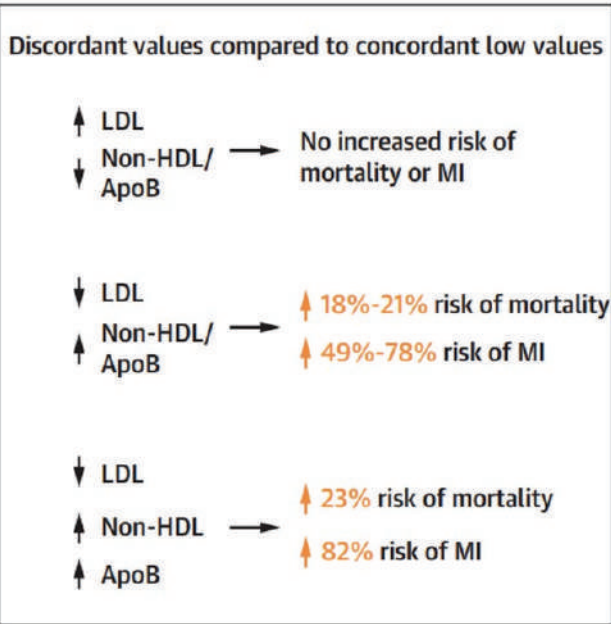 Discordant values compared to concordant low values
↑ LDL
↓ Non-HDL/
ApoB
→ No increased risk of
mortality or MI
↓ LDL
↑ Non-HDL/
ApoB
→ ↑ 18%-21% risk of mortality
↑ 49%-78% risk of MI
↓ LDL
↑ Non-HDL
↑ ApoB
→ ↑ 23% risk of mortality
↑ 82% risk of MI